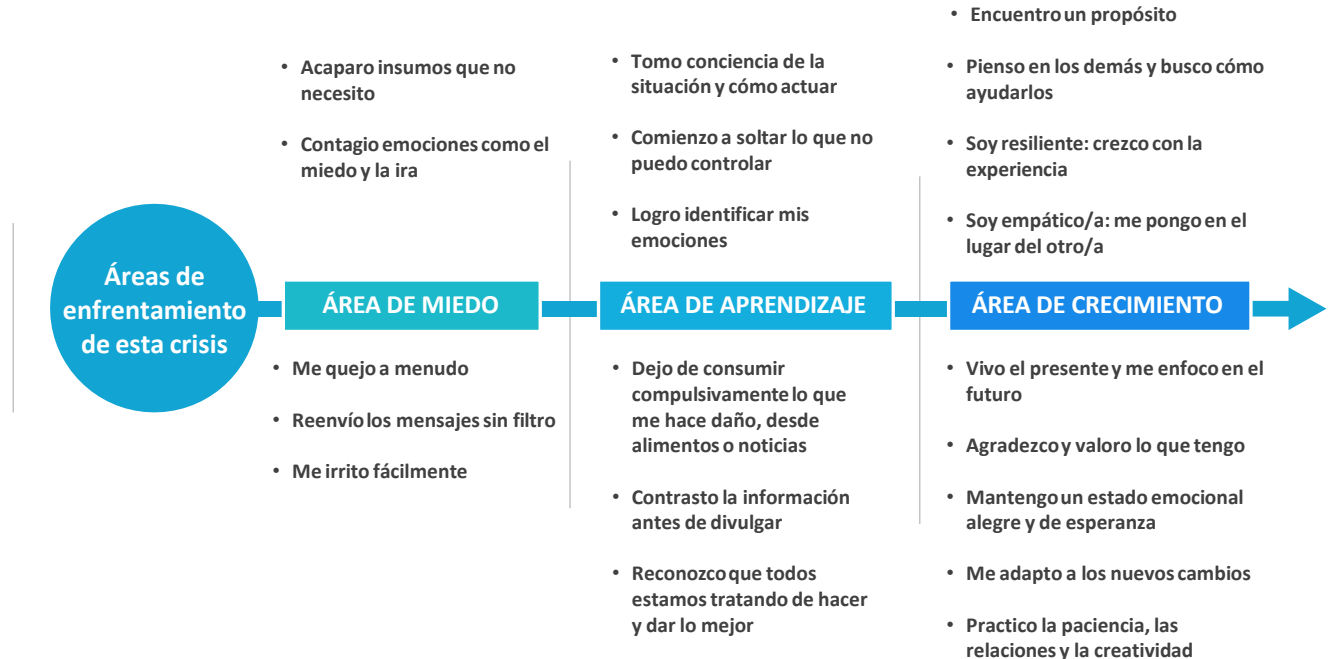 Áreas de
enfrentamiento
de esta crisis
• Acaparo insumos que no
necesito
• Contagio emociones como el
miedo y la ira
ÁREA DE MIEDO
• Me quejo a menudo
• Reenvío los mensajes sin filtro
• Me irrito fácilmente
• Tomo conciencia de la
situación y cómo actuar
• Comienzo a soltar lo que no
puedo controlar
• Logro identificar mis
emociones
ÁREA DE APRENDIZAJE
• Dejo de consumir
compulsivamente lo que
me hace daño, desde
alimentos o noticias
• Contrasto la información
antes de divulgar
• Reconozco que todos
estamos tratando de hacer
y dar lo mejor
• Encuentro un propósito
• Pienso en los demás y busco cómo
ayudarlos
• Soy resiliente: crezco con la
experiencia
• Soy empático/a: me pongo en el
lugar del otro/a
ÁREA DE CRECIMIENTO
• Vivo el presente y me enfoco en el
futuro
• Agradezco y valoro lo que tengo
• Mantengo un estado emocional
alegre y de esperanza
• Me adapto a los nuevos cambios
• Practico la paciencia, las
relaciones y la creatividad